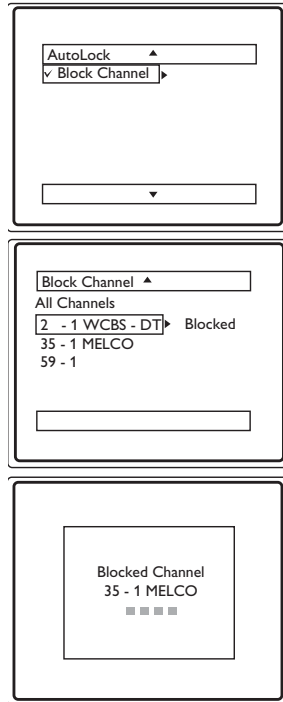 AutoLock ▲
✓ Block Channel ▶
▼
Block Channel ▲
All Channels
2 - 1 WCBS - DT ▶ Blocked
35 - 1 MELCO
59 - 1
Blocked Channel
35 - 1 MELCO